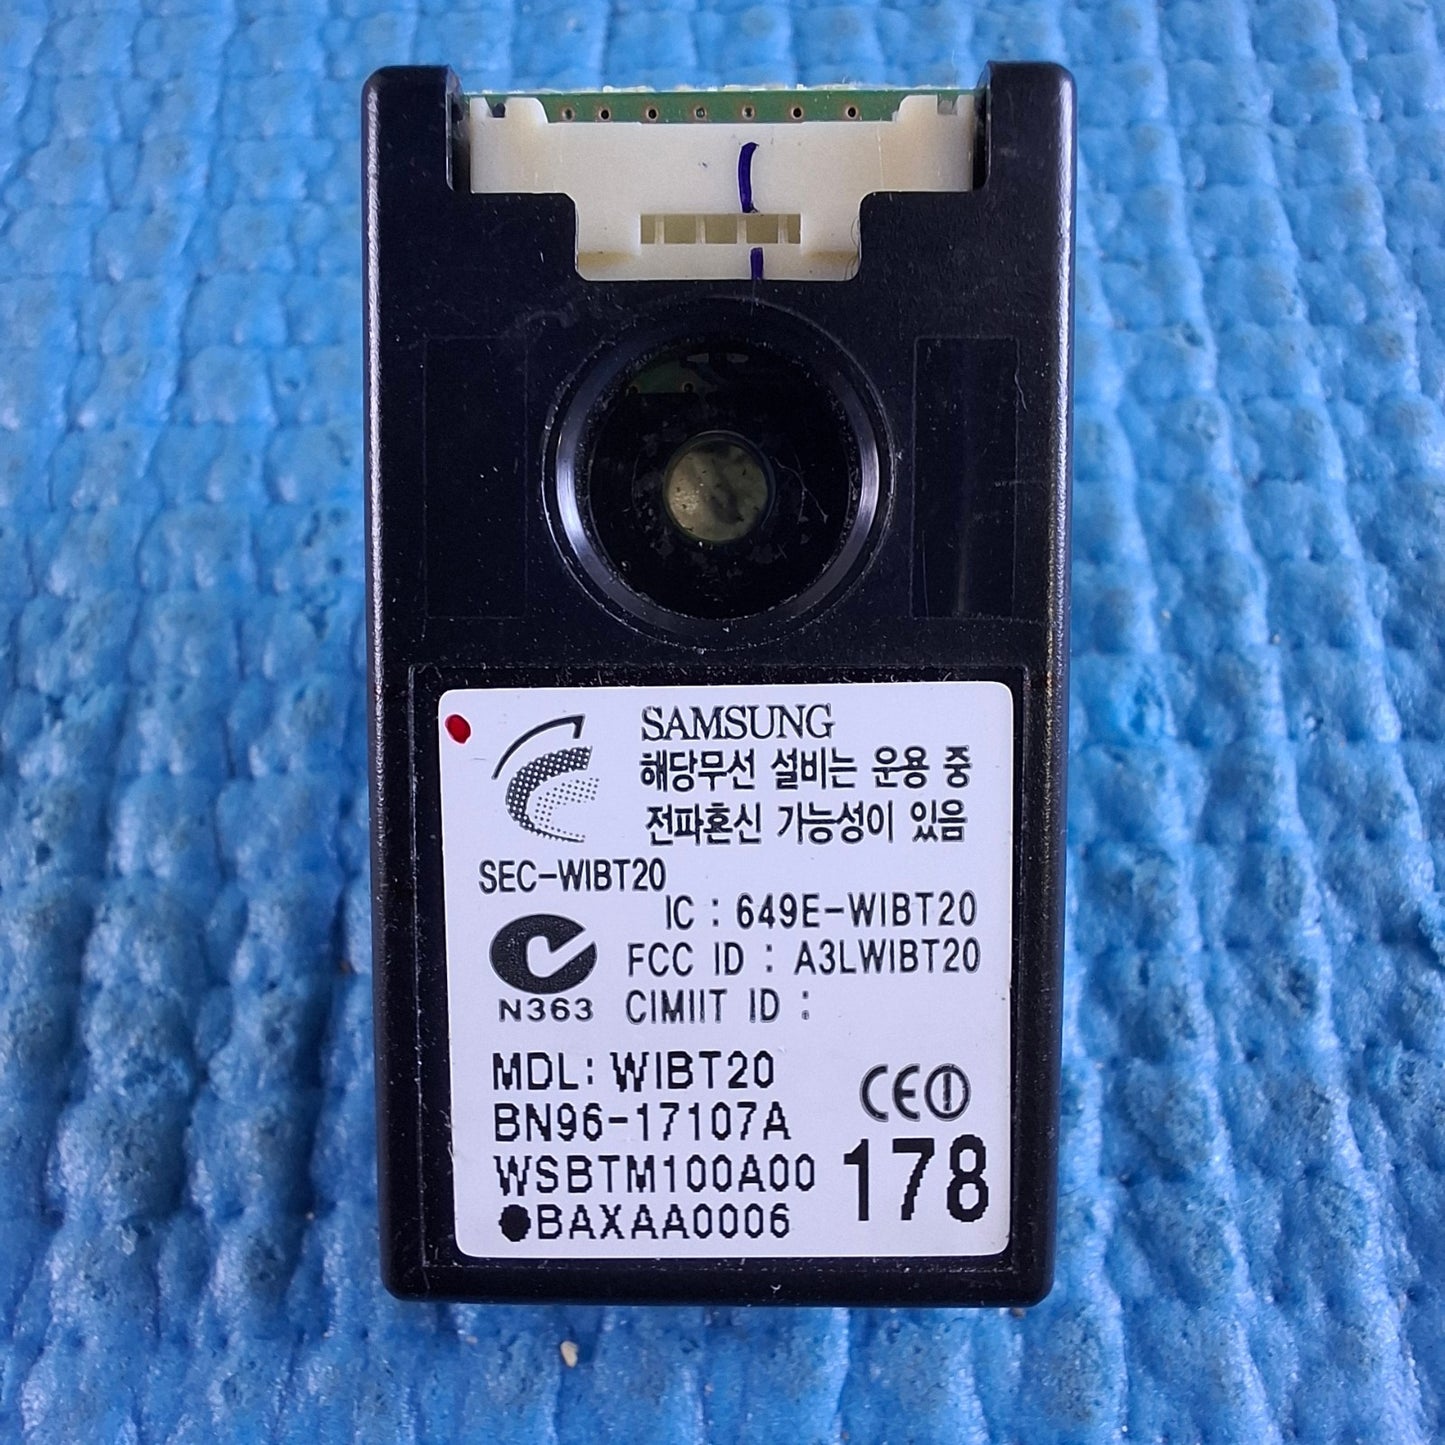 SAMSUNG
해당무선 설비는 운용 중
전파혼신 가능성이 있음
SEC-WIBT20
IC : 649E-WIBT20
FCC ID : A3LWIBT20
N363
CIMIIT ID :
MDL: WIBT20
BN96-17107A
WSBTM100A00
●BAXAA0006
CE
178